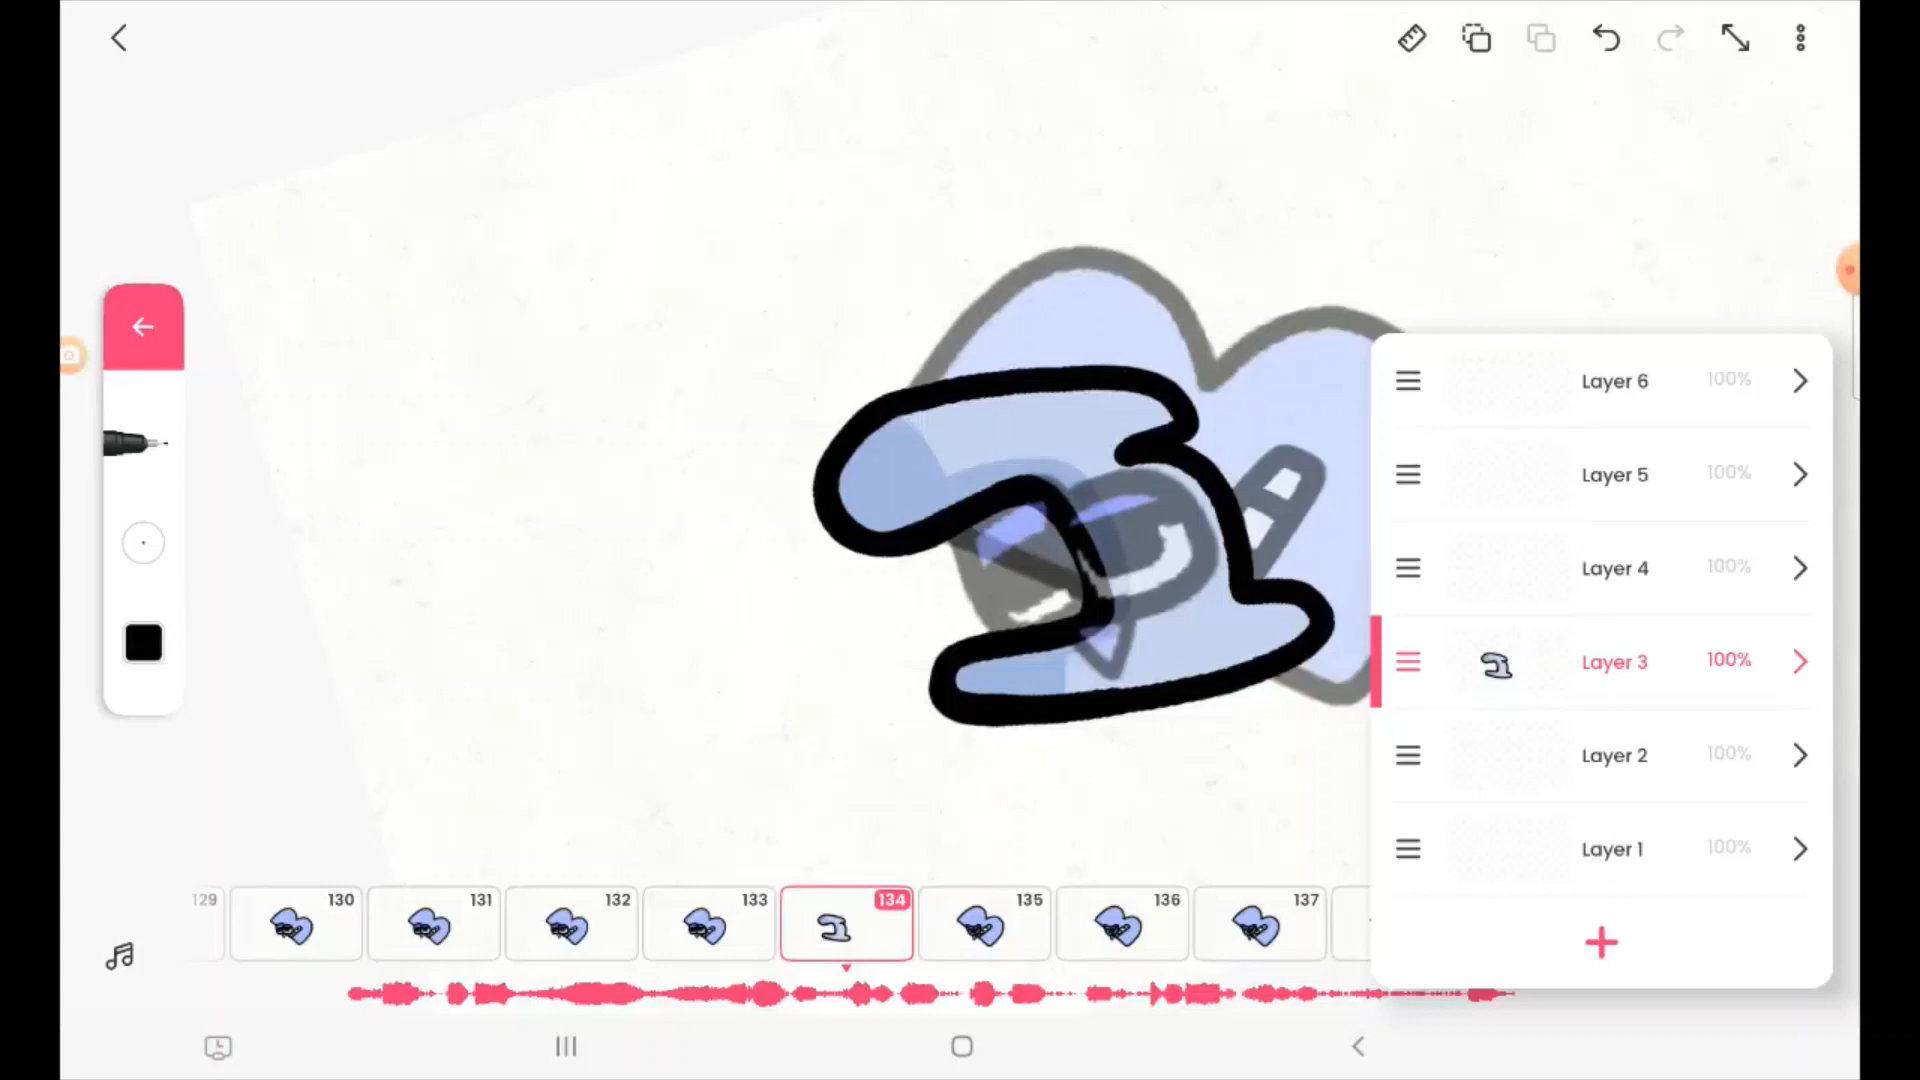 Layer 6 100%
Layer 5 100%
Layer 4 100%
Layer 3 100%
Layer 2 100%
Layer 1 100%
129 130 131 132 133 134 135 136 137